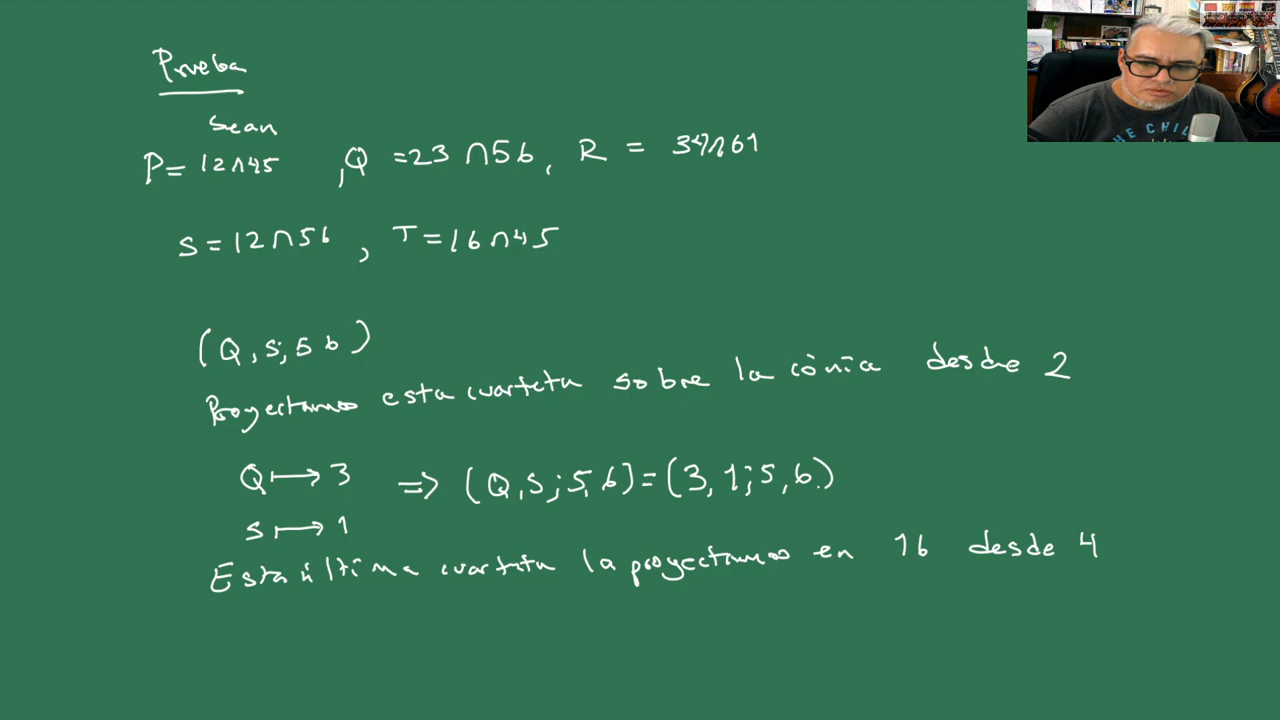 Prueba
Sean
P= 12∩45 , Q =23 ∩56, R = 34∩61
S = 12∩56 , T = 16∩45
(Q,S;5 6)
Proyectamos esta cuarteta sobre la cónica desde 2
Q ⟼ 3 => (Q,S;5,6)=(3,1;5,6.)
S ⟼ 1
Esta última cuarteta la proyectamos en 16 desde 4
THE CHIL